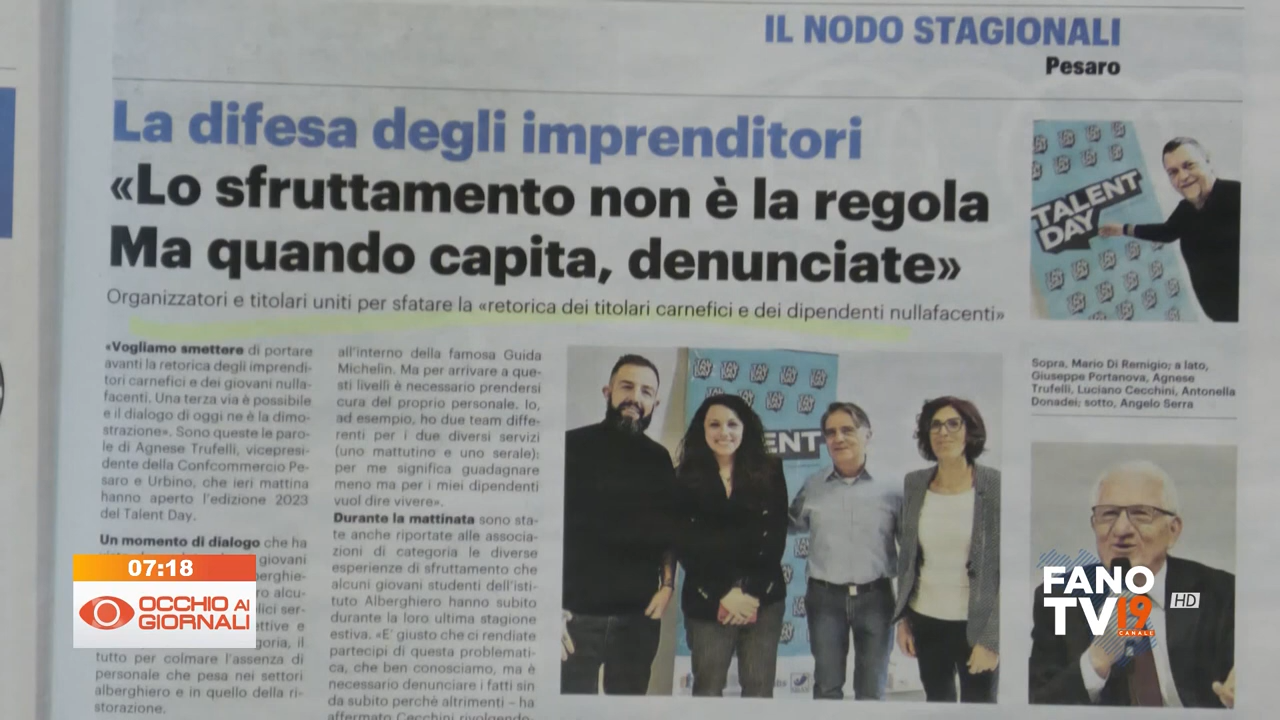 IL NODO STAGIONALI
Pesaro
La difesa degli imprenditori
«Lo sfruttamento non è la regola
Ma quando capita, denunciate»
Organizzatori e titolari uniti per sfatare la «retorica dei titolari carnefici e dei dipendenti nullafacenti»
«Vogliamo smettere di portare
avanti la retorica degli imprendi-
tori carnefici e dei giovani nulla-
facenti. Una terza via è possibile
e il dialogo di oggi ne è la dimo-
strazione». Sono queste le paro-
le di Agnese Trufelli, vicepresi-
dente della Confcommercio Pe-
saro e Urbino, che ieri mattina
hanno aperto l'edizione 2023
del Talent Day.
Un momento di dialogo che ha
giovani
goria, il
tutto per colmare l'assenza di
personale che pesa nei settori
alberghiero e in quello della ri-
storazione.
all'interno della famosa Guida
Michelin. Ma per arrivare a que-
sti livelli è necessario prendersi
cura del proprio personale. Io,
ad esempio, ho due team diffe-
renti per i due diversi servizi
(uno mattutino e uno serale):
per me significa guadagnare
meno ma per i miei dipendenti
vuol dire vivere».
Durante la mattinata sono sta-
te anche riportate alle associa-
zioni di categoria le diverse
esperienze di sfruttamento che
alcuni giovani studenti dell'isti-
tuto Alberghiero hanno subito
durante la loro ultima stagione
estiva. «E' giusto che ci rendiate
partecipi di questa problemati-
ca, che ben conosciamo, ma è
necessario denunciare i fatti sin
da subito perché altrimenti – ha
affermato Cecchini rivolgendo-
TALENT
DAY
ENT
Sopra, Mario Di Remigio; a lato,
Giuseppe Portanova, Agnese
Trufelli, Luciano Cecchini, Antonella
Donadei; sotto, Angelo Serra
07:18
OCCHIO AI
GIORNALI
FANO
TV 19
CANALE
HD